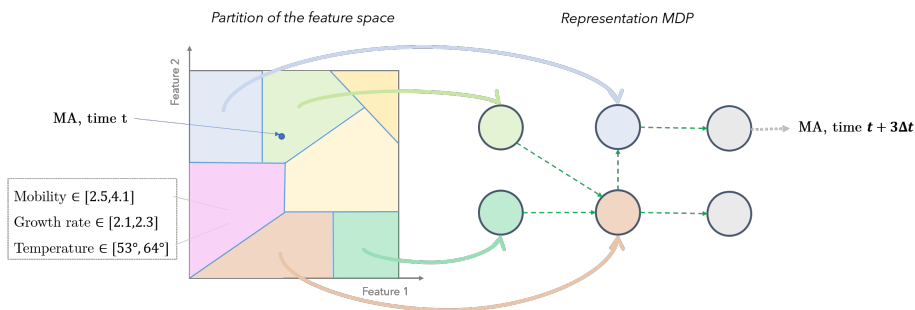 Partition of the feature space
Representation MDP
Feature 2
MA, time t
MA, time t + 3Δt
Mobility ∈ [2.5,4.1]
Growth rate ∈ [2.1,2.3]
Temperature ∈ [53°, 64°]
Feature 1